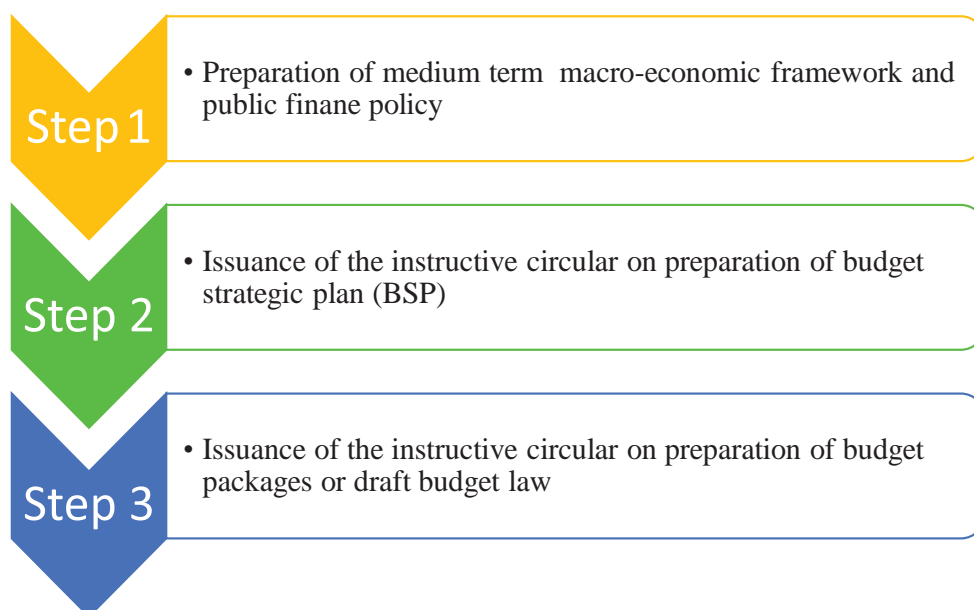 Step 1
• Preparation of medium term macro-economic framework and
public finane policy
Step 2
• Issuance of the instructive circular on preparation of budget
strategic plan (BSP)
Step 3
• Issuance of the instructive circular on preparation of budget
packages or draft budget law